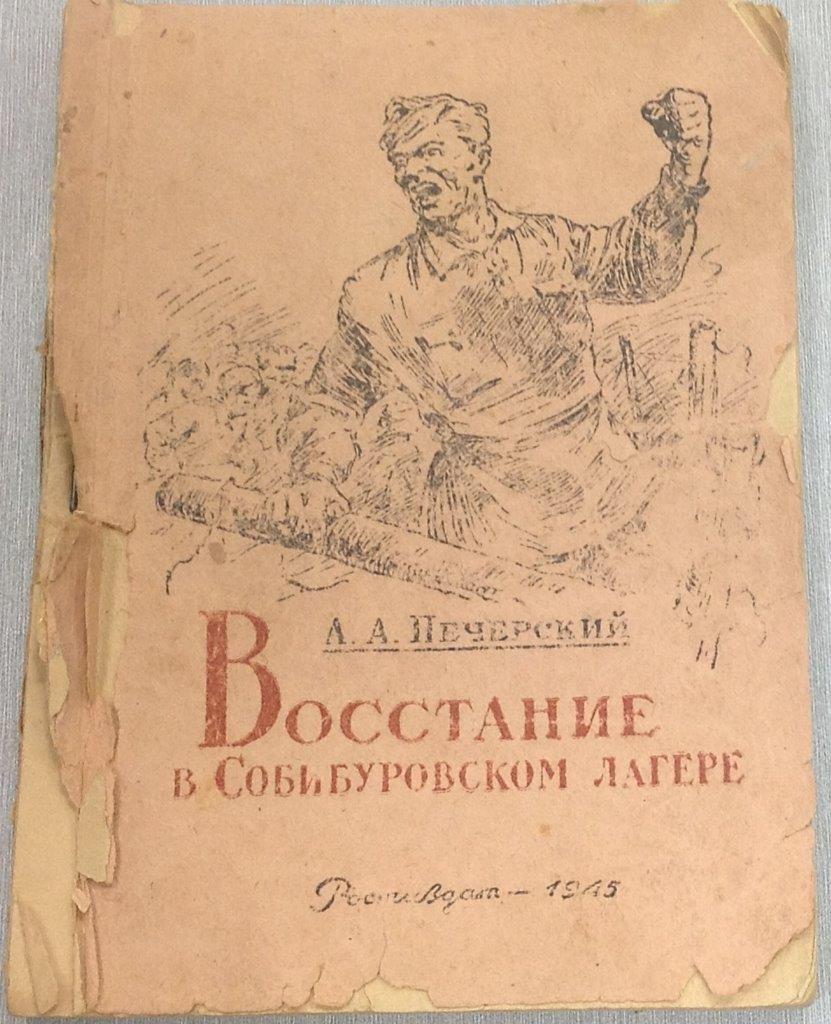 А. А. Печерский
Восстание
в Собибуровском лагере
Ростиздат — 1945